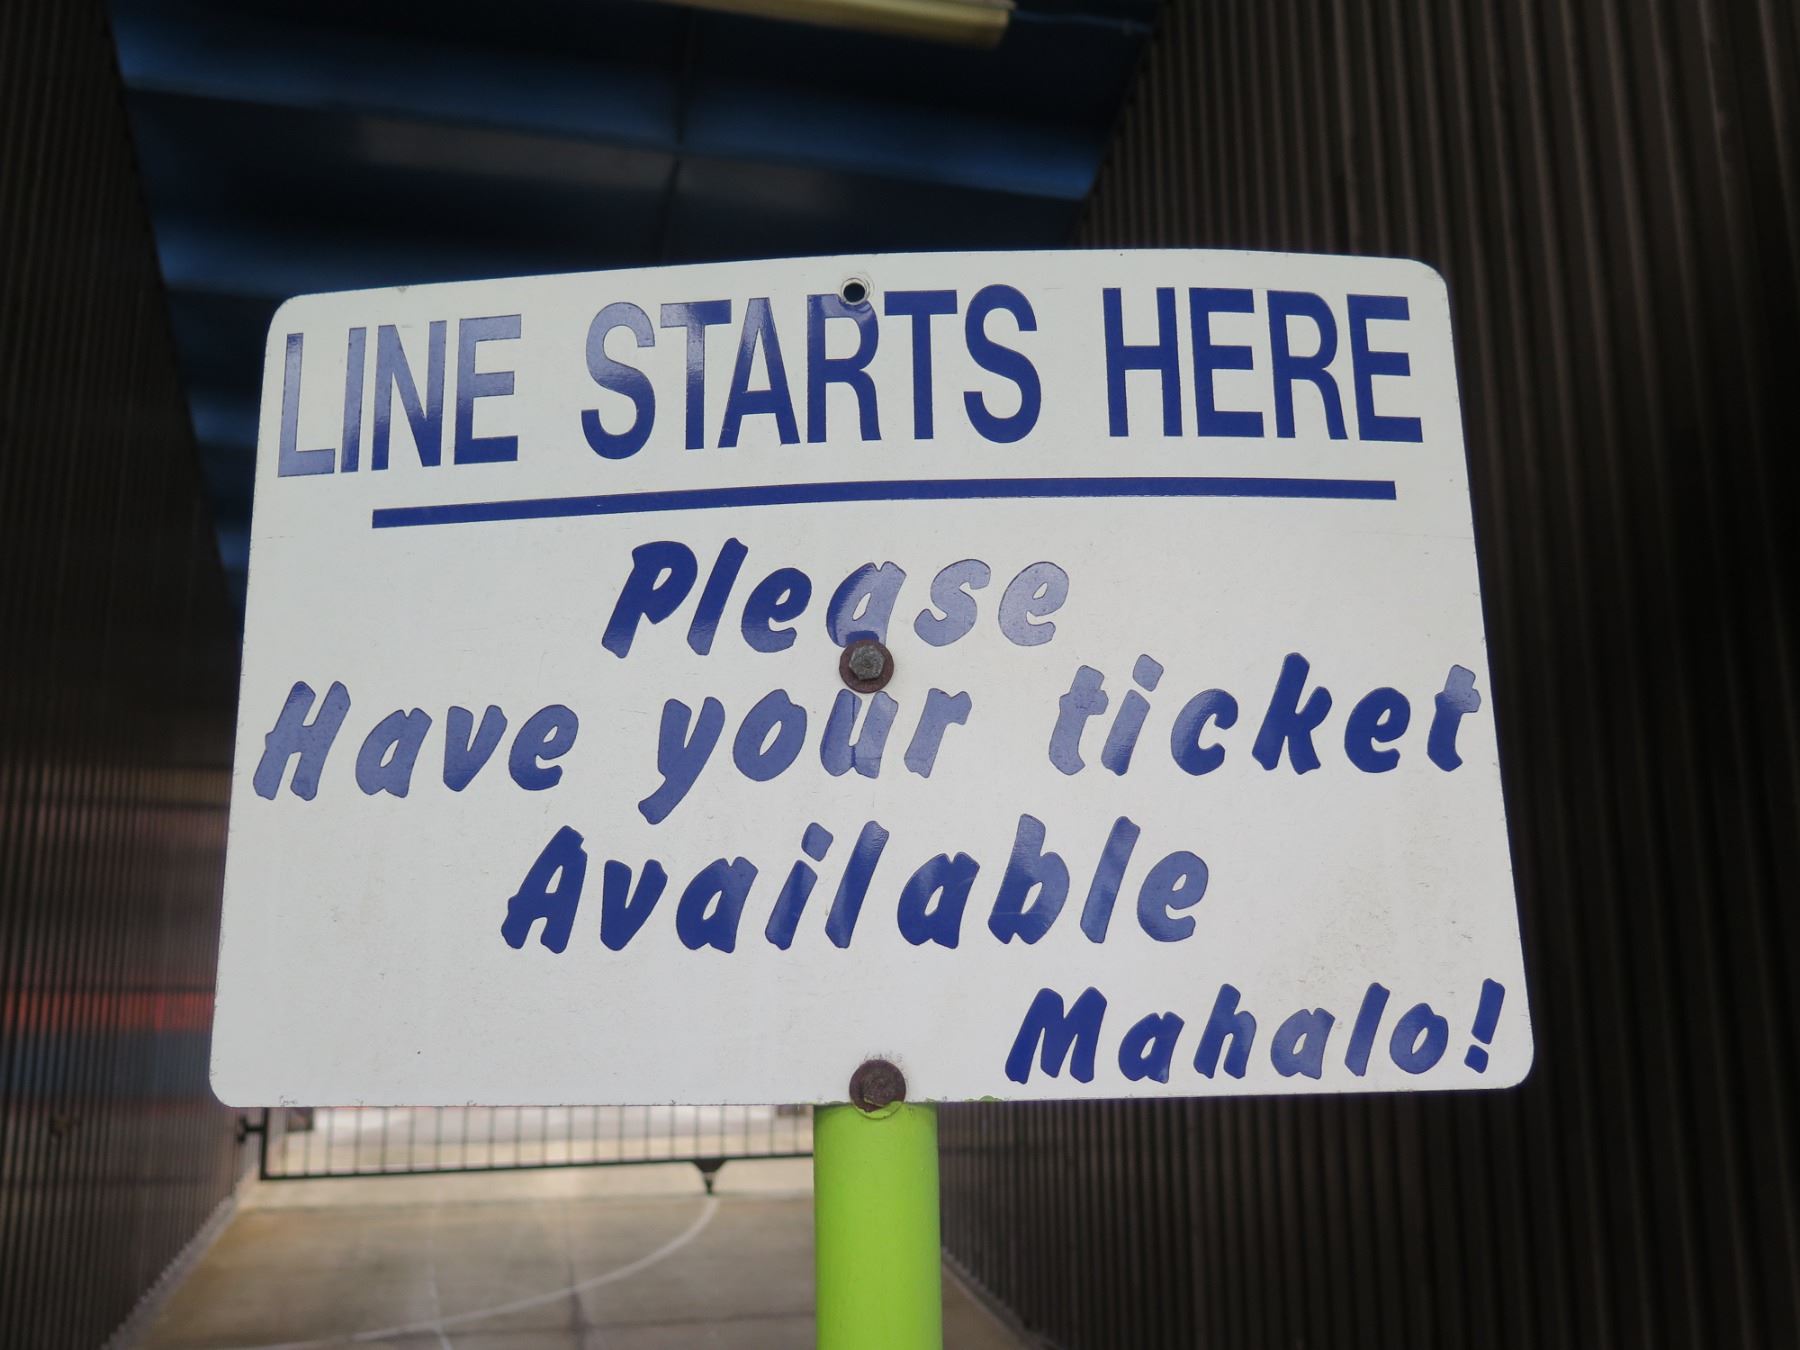 LINE STARTS HERE
Please
Have your ticket
Available
Mahalo!